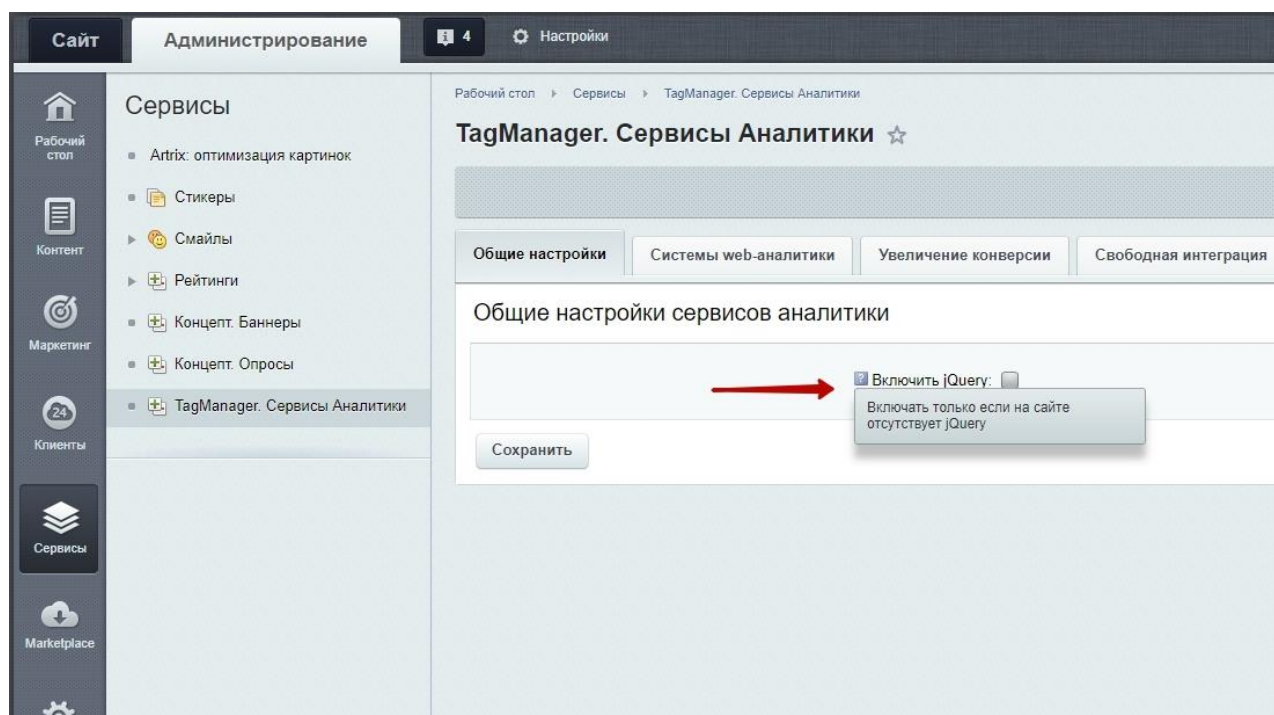 Сайт
Администрирование
4
Настройки
Рабочий стол
Контент
Маркетинг
24
Клиенты
Сервисы
Marketplace
Сервисы
Artrix: оптимизация картинок
Стикеры
Смайлы
Рейтинги
Концепт. Баннеры
Концепт. Опросы
TagManager. Сервисы Аналитики
Рабочий стол Сервисы TagManager. Сервисы Аналитики
TagManager. Сервисы Аналитики
Общие настройки
Системы web-аналитики
Увеличение конверсии
Свободная интеграция
Общие настройки сервисов аналитики
? Включить jQuery:
Включать только если на сайте
отсутствует jQuery
Сохранить